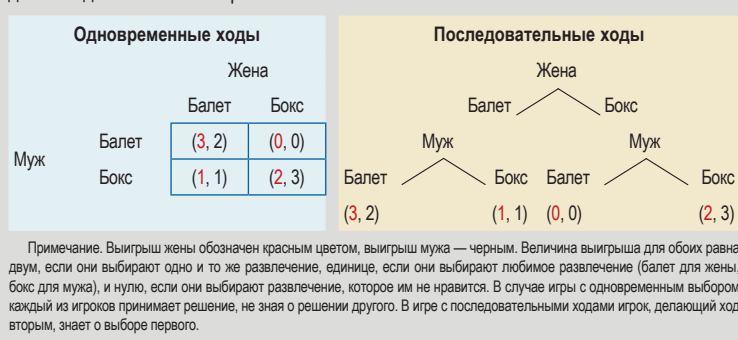 Одновременные ходы
Жена
Балет Бокс
Муж
Балет (3, 2) (0, 0)
Бокс (1, 1) (2, 3)
Последовательные ходы
Жена
Балет Бокс
Муж Муж
Балет Бокс Балет Бокс
(3, 2) (1, 1) (0, 0) (2, 3)
Примечание. Выигрыш жены обозначен красным цветом, выигрыш мужа — черным. Величина выигрыша для обоих равна
двум, если они выбирают одно и то же развлечение, единице, если они выбирают любимое развлечение (балет для жены,
бокс для мужа), и нулю, если они выбирают развлечение, которое им не нравится. В случае игры с одновременным выбором
каждый из игроков принимает решение, не зная о решении другого. В игре с последовательными ходами игрок, делающий ход
вторым, знает о выборе первого.